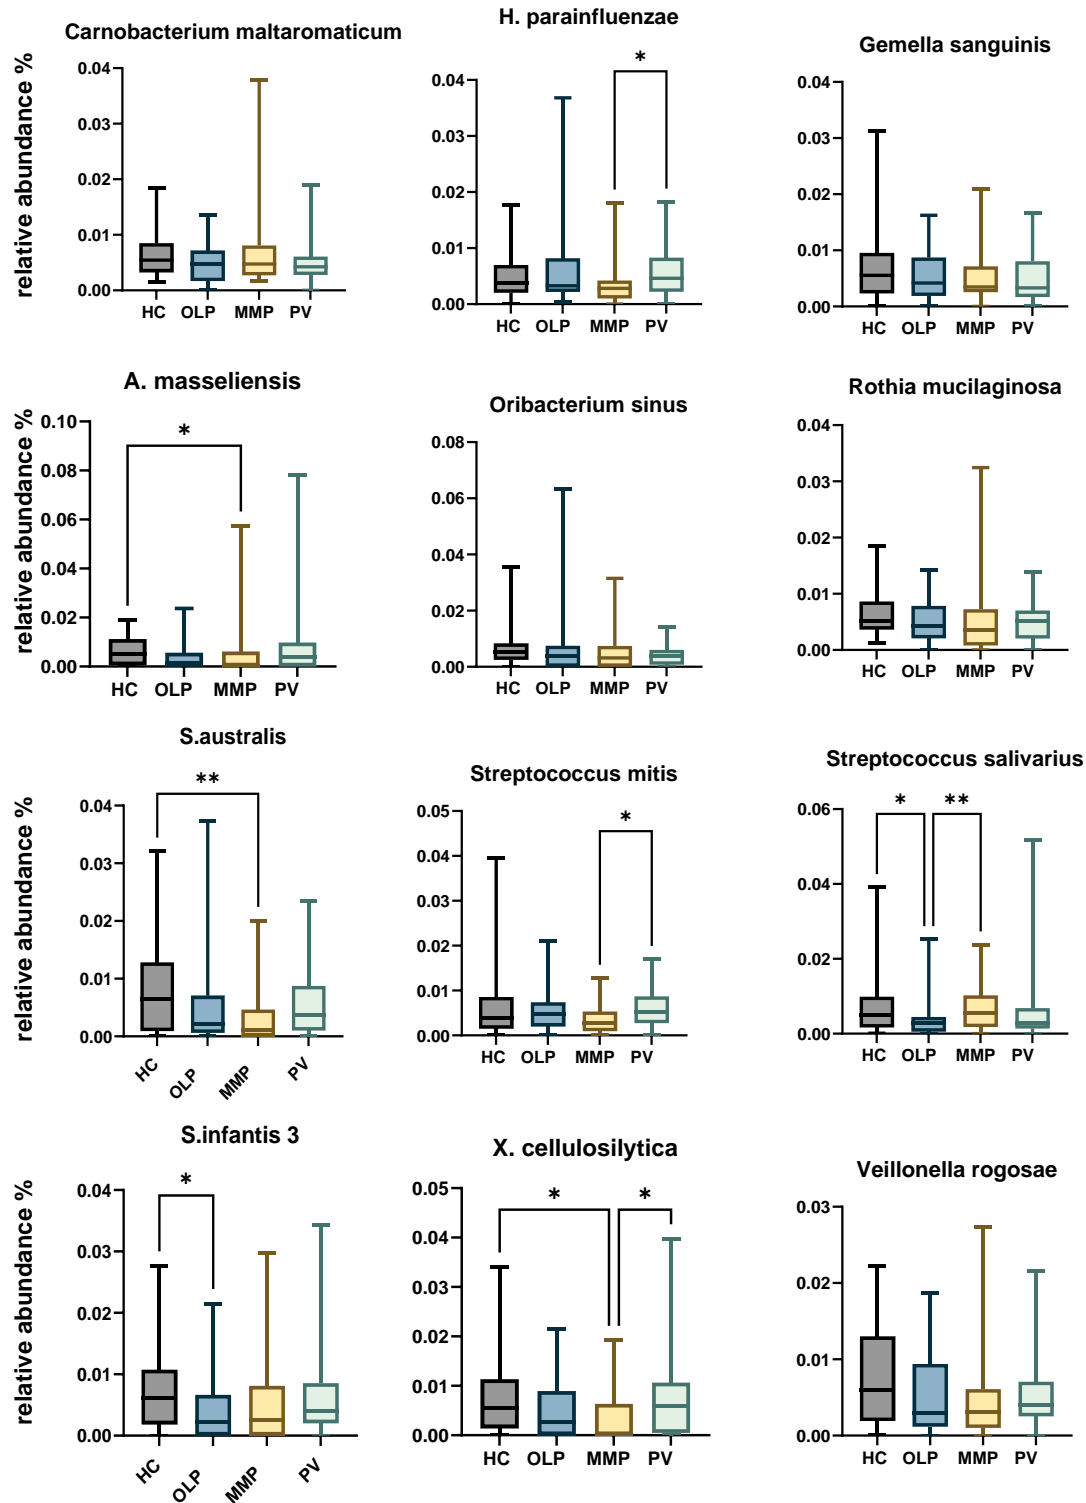 Carnobacterium maltaromaticum
relative abundance %
0.04
0.03
0.02
0.01
0.00
HC OLP MMP PV
H. parainfluenzae
*
0.04
0.03
0.02
0.01
0.00
HC OLP MMP PV
Gemella sanguinis
0.04
0.03
0.02
0.01
0.00
HC OLP MMP PV
A. masseliensis
relative abundance %
*
0.10
0.08
0.06
0.04
0.02
0.00
HC OLP MMP PV
Oribacterium sinus
0.08
0.06
0.04
0.02
0.00
HC OLP MMP PV
Rothia mucilaginosa
0.04
0.03
0.02
0.01
0.00
HC OLP MMP PV
S.australis
relative abundance %
**
0.04
0.03
0.02
0.01
0.00
HC OLP MMP PV
Streptococcus mitis
*
0.05
0.04
0.03
0.02
0.01
0.00
HC OLP MMP PV
Streptococcus salivarius
* **
0.06
0.04
0.02
0.00
HC OLP MMP PV
S.infantis 3
relative abundance %
*
0.04
0.03
0.02
0.01
0.00
HC OLP MMP PV
X. cellulosilytica
* *
0.05
0.04
0.03
0.02
0.01
0.00
HC OLP MMP PV
Veillonella rogosae
0.03
0.02
0.01
0.00
HC OLP MMP PV